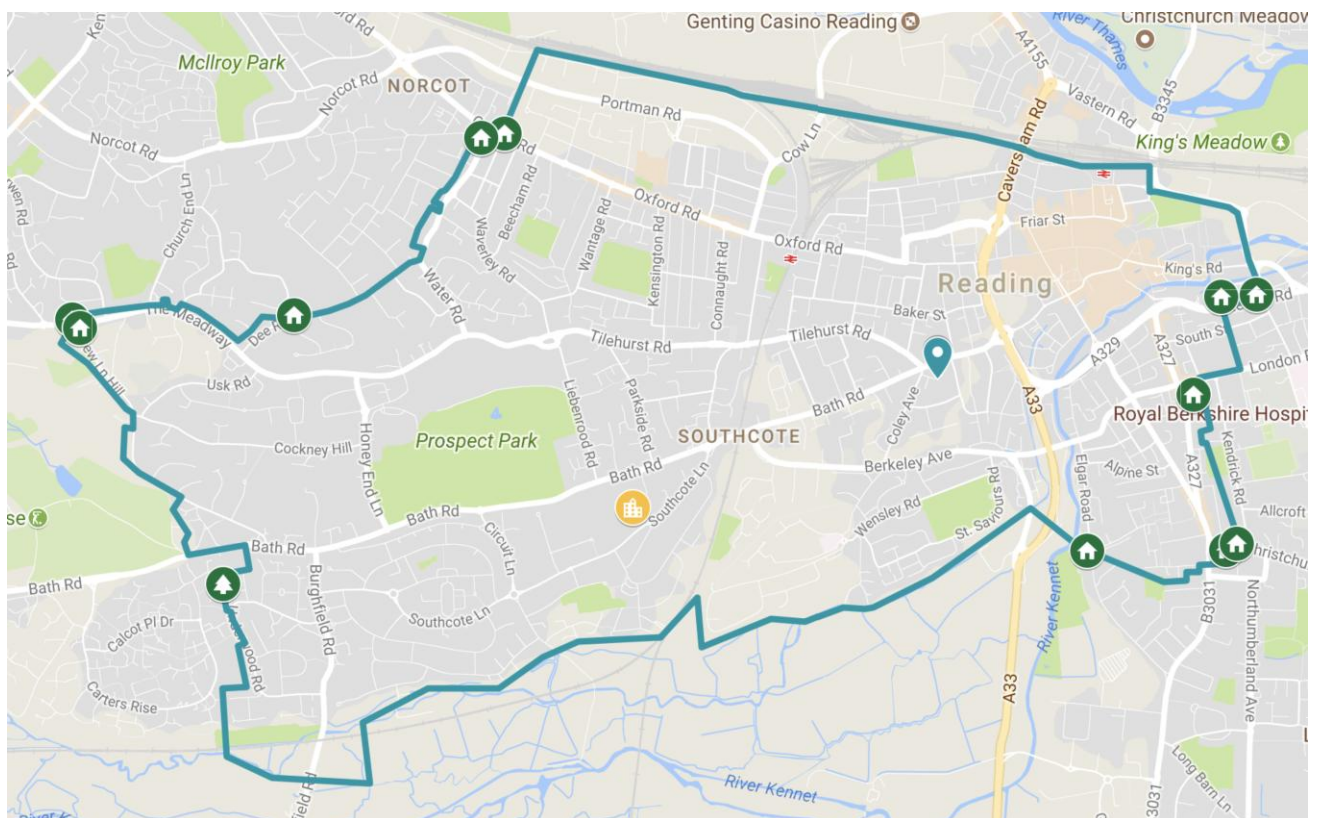 Genting Casino Reading
River Thames
Christchurch Meadow
A4155
McIlroy Park
NORCOT
Norcot Rd
Portman Rd
Vastern Rd
B3345
Cow Ln
Caversham Rd
King's Meadow
Norcot Rd
Church End Ln
Beecham Rd
Waverley Rd
Wantage Rd
Oxford Rd
Kensington Rd
Connaught Rd
Oxford Rd
Friar St
King's Rd
Reading
Water Rd
The Meadway
Baker St
Tilehurst Rd
Tilehurst Rd
A329
A327
South St
London
Usk Rd
Liebenrood Rd
Parkside Rd
Bath Rd
Coley Ave
A33
Royal Berkshire Hospi
Prospect Park
SOUTHCOTE
Cockney Hill
Honey End Ln
Bath Rd
Southcote Ln
Berkeley Ave
Elgar Road
Alpine St
A327
Kendrick Rd
Bath Rd
Circuit Ln
Wensley Rd
St. Saviours Rd
Allcroft
Bath Rd
Bath Rd
Burghfield Rd
Southcote Ln
B3031
Northumberland Ave
Calcot Pl Dr
River Kennet
Carters Rise
A33
River Kennet
Long Barn Ln
3031
field Rd